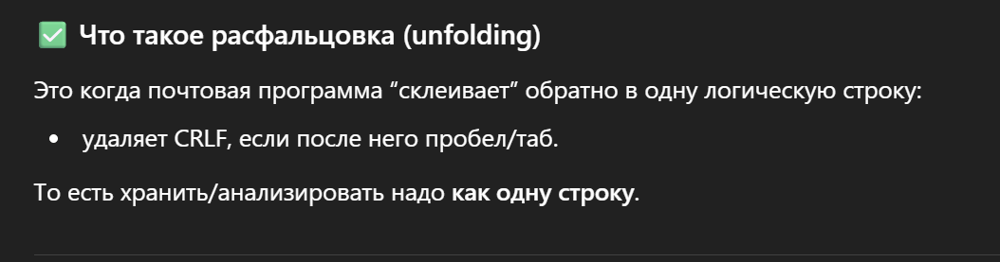 ✅ Что такое расфальцовка (unfolding)
Это когда почтовая программа “склеивает” обратно в одну логическую строку:
• удаляет CRLF, если после него пробел/таб.
То есть хранить/анализировать надо как одну строку.